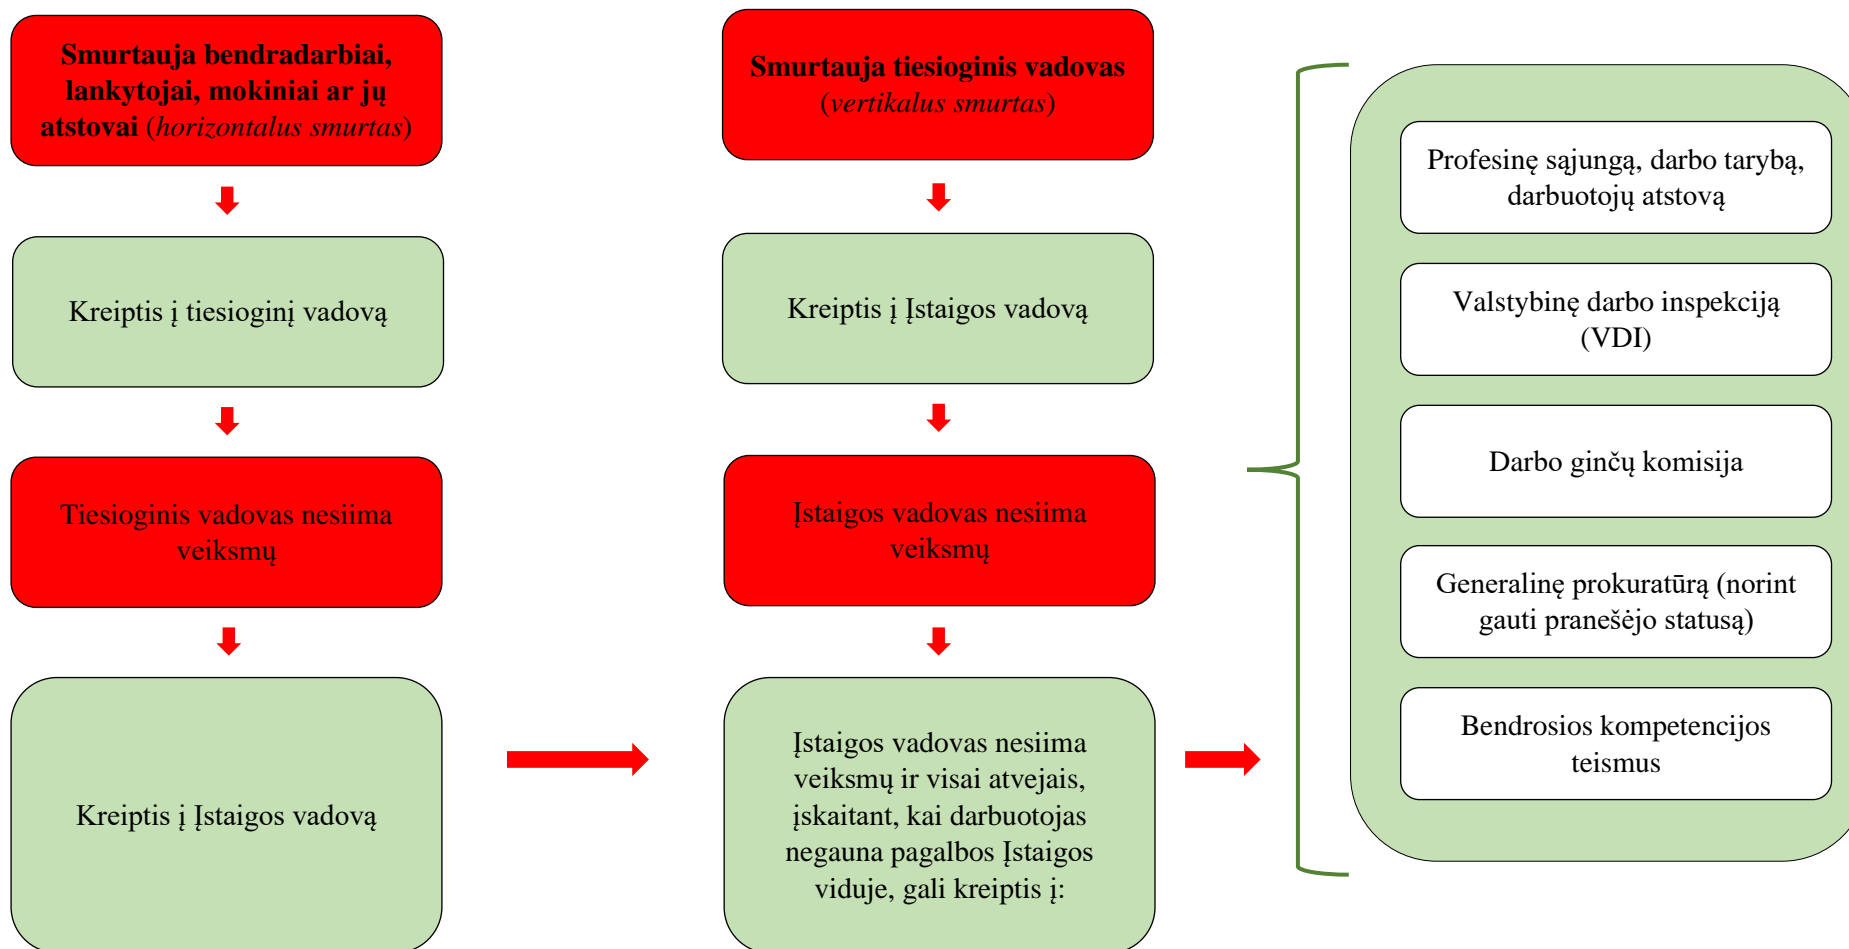 Smurtauja bendradarbiai,
lankytojai, mokiniai ar jų
atstovai (horizontalus smurtas)
Kreiptis į tiesioginį vadovą
Tiesioginis vadovas nesiima
veiksmų
Kreiptis į Įstaigos vadovą
Smurtauja tiesioginis vadovas
(vertikalus smurtas)
Kreiptis į Įstaigos vadovą
Įstaigos vadovas nesiima
veiksmų
Įstaigos vadovas nesiima
veiksmų ir visai atvejais,
įskaitant, kai darbuotojas
negauna pagalbos Įstaigos
viduje, gali kreiptis į:
Profesinę sąjungą, darbo tarybą,
darbuotojų atstovą
Valstybinę darbo inspekciją
(VDI)
Darbo ginčų komisija
Generalinę prokuratūrą (norint
gauti pranešėjo statusą)
Bendrosios kompetencijos
teismus